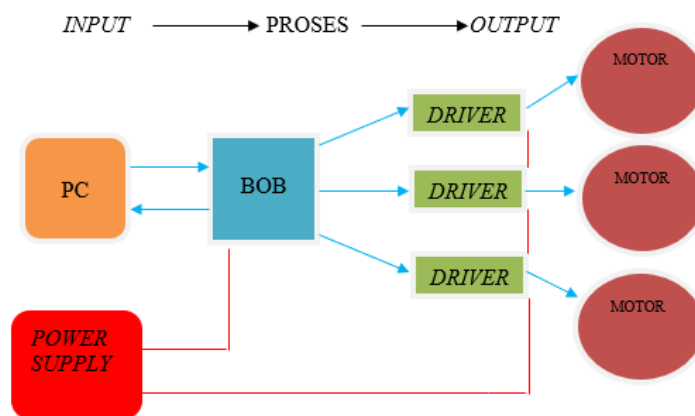 INPUT PROSES OUTPUT
MOTOR
DRIVER
PC
BOB
DRIVER
MOTOR
DRIVER
MOTOR
POWER
SUPPLY